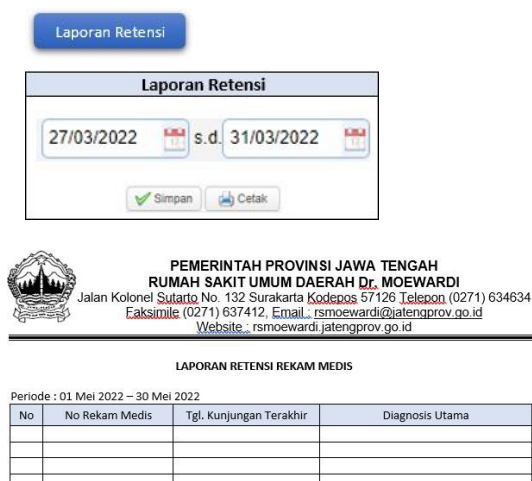 Laporan Retensi
Laporan Retensi
27/03/2022 s.d. 31/03/2022
Simpan Cetak
PEMERINTAH PROVINSI JAWA TENGAH
RUMAH SAKIT UMUM DAERAH Dr. MOEWARDI
Jalan Kolonel Sutarto No. 132 Surakarta Kodepos 57126 Telepon (0271) 634634
Faksimile (0271) 637412, Email : rsmoewardi@jatengprov.go.id
Website : rsmoewardi.jatengprov.go.id
LAPORAN RETENSI REKAM MEDIS
Periode : 01 Mei 2022 – 30 Mei 2022
No No Rekam Medis Tgl. Kunjungan Terakhir Diagnosis Utama